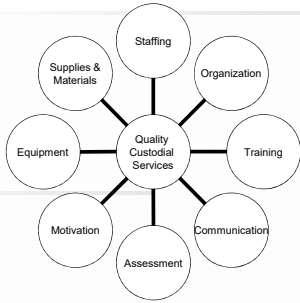 Staffing
Supplies &
Materials
Organization
Equipment
Quality
Custodial
Services
Training
Motivation
Communication
Assessment